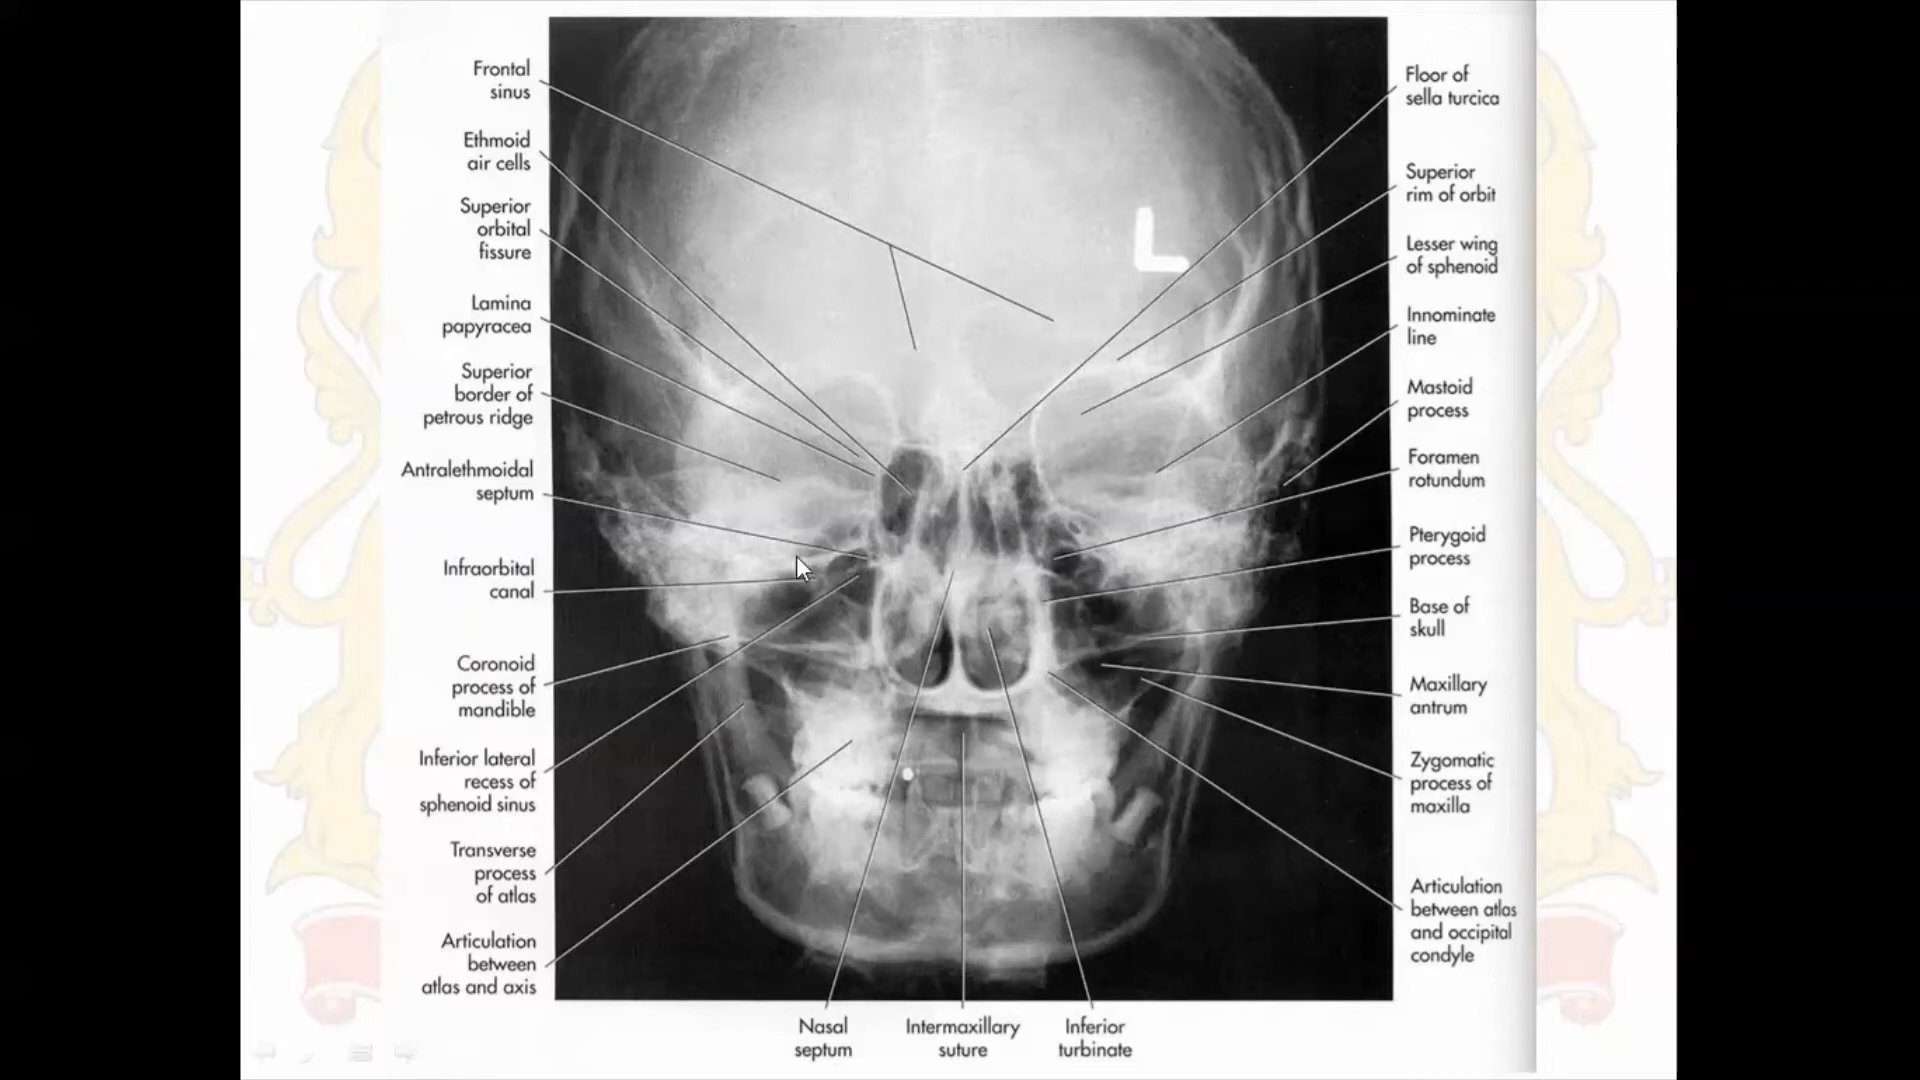 Frontal
sinus
Ethmoid
air cells
Superior
orbital
fissure
Lamina
papyracea
Superior
border of
petrous ridge
Antralethmoidal
septum
Infraorbital
canal
Coronoid
process of
mandible
Inferior lateral
recess of
sphenoid sinus
Transverse
process
of atlas
Articulation
between
atlas and axis
L
Floor of
sella turcica
Superior
rim of orbit
Lesser wing
of sphenoid
Innominate
line
Mastoid
process
Foramen
rotundum
Pterygoid
process
Base of
skull
Maxillary
antrum
Zygomatic
process of
maxilla
Articulation
between atlas
and occipital
condyle
Nasal
septum
Intermaxillary
suture
Inferior
turbinate